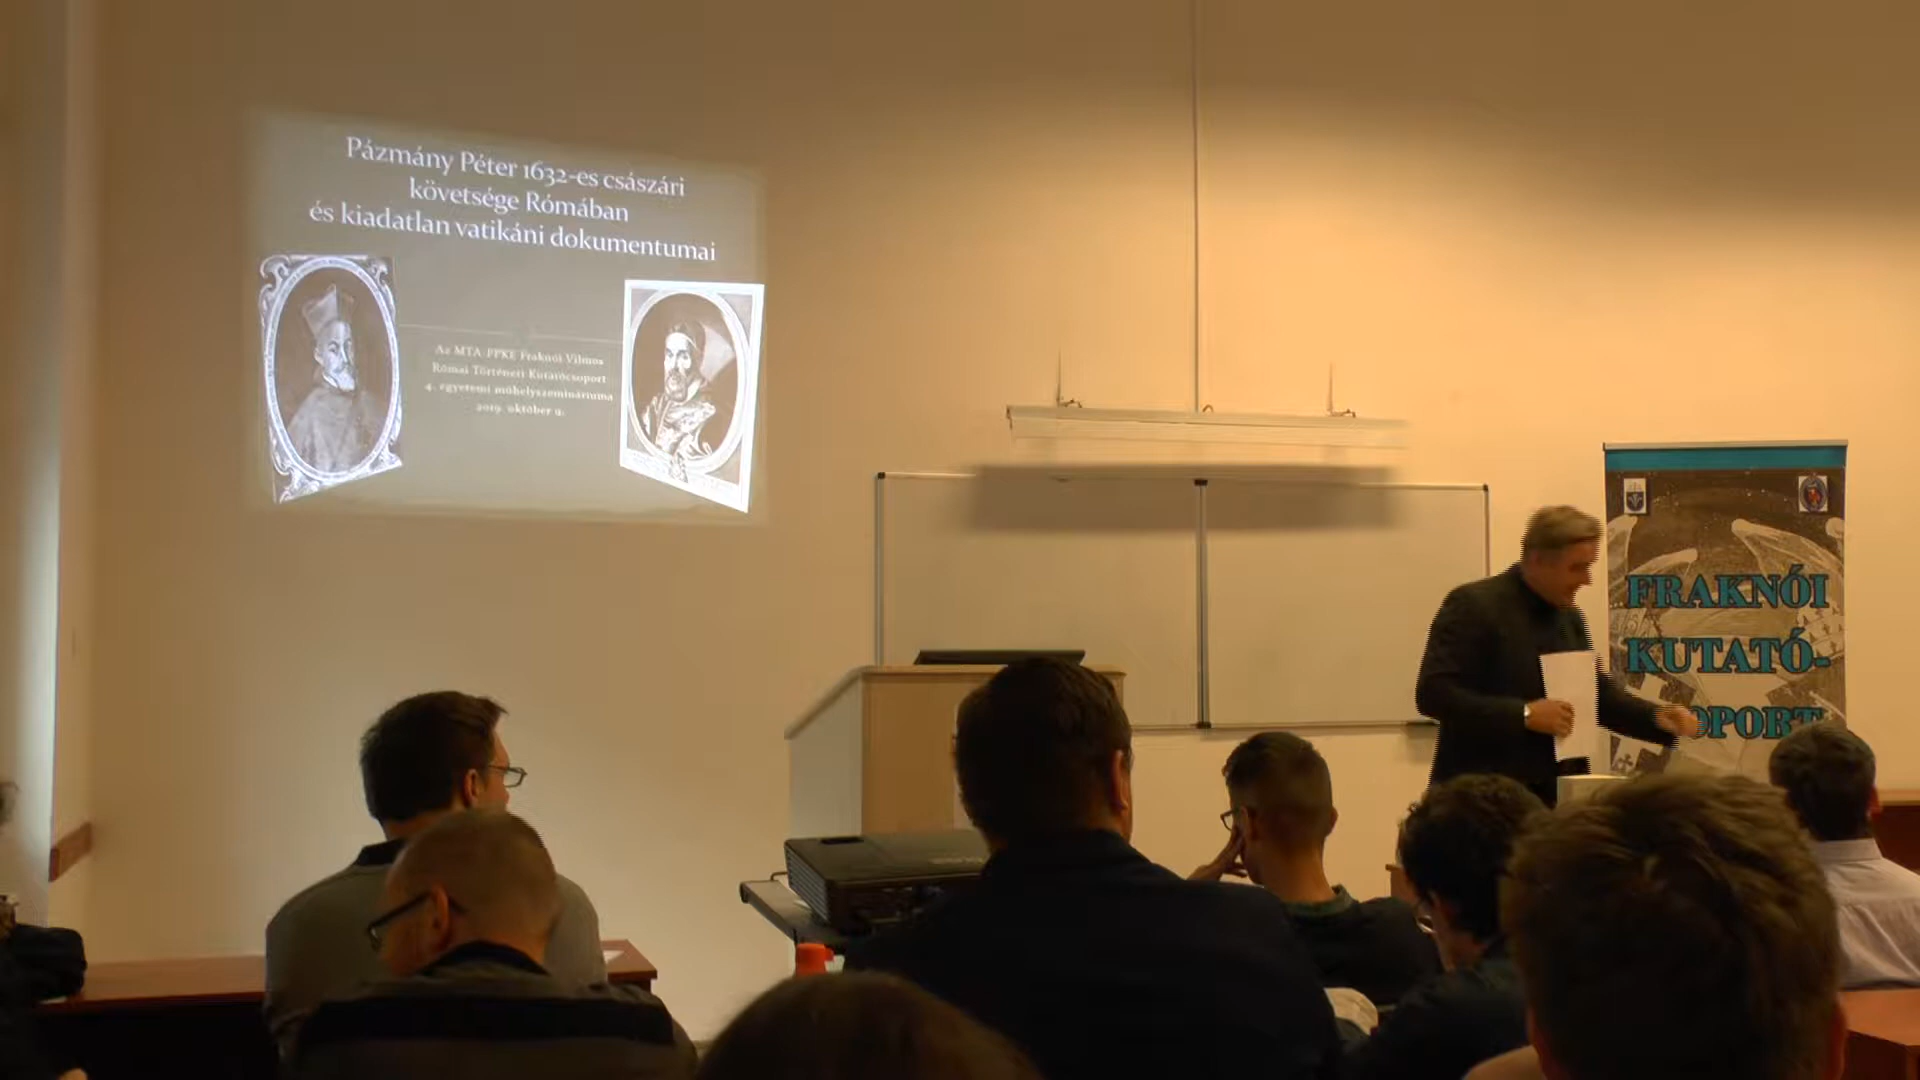 Pázmány Péter 1632-es császári
követsége Rómában
és kiadatlan vatikáni dokumentumai
Az MTA-PPKE Fraknói Vilmos
Római Történeti Kutatócsoport
4. egyetemi műhelyszemináriuma
2019. október 9.
FRAKNÓI
KUTATÓ-
OPORT